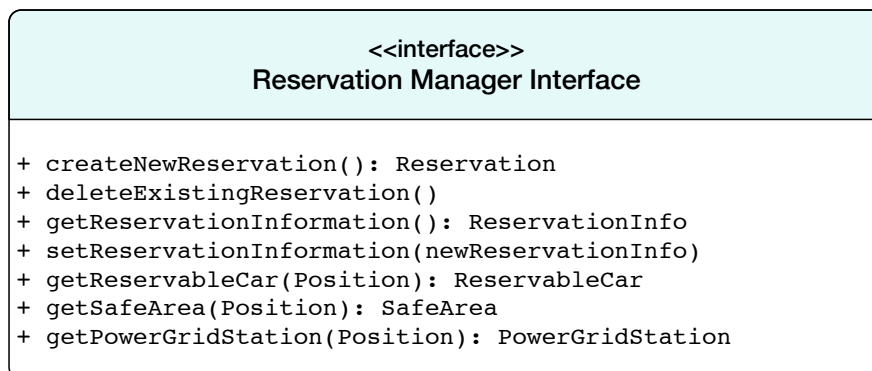 <<interface>>
Reservation Manager Interface
+ createNewReservation(): Reservation
+ deleteExistingReservation()
+ getReservationInformation(): ReservationInfo
+ setReservationInformation(newReservationInfo)
+ getReservableCar(Position): ReservableCar
+ getSafeArea(Position): SafeArea
+ getPowerGridStation(Position): PowerGridStation